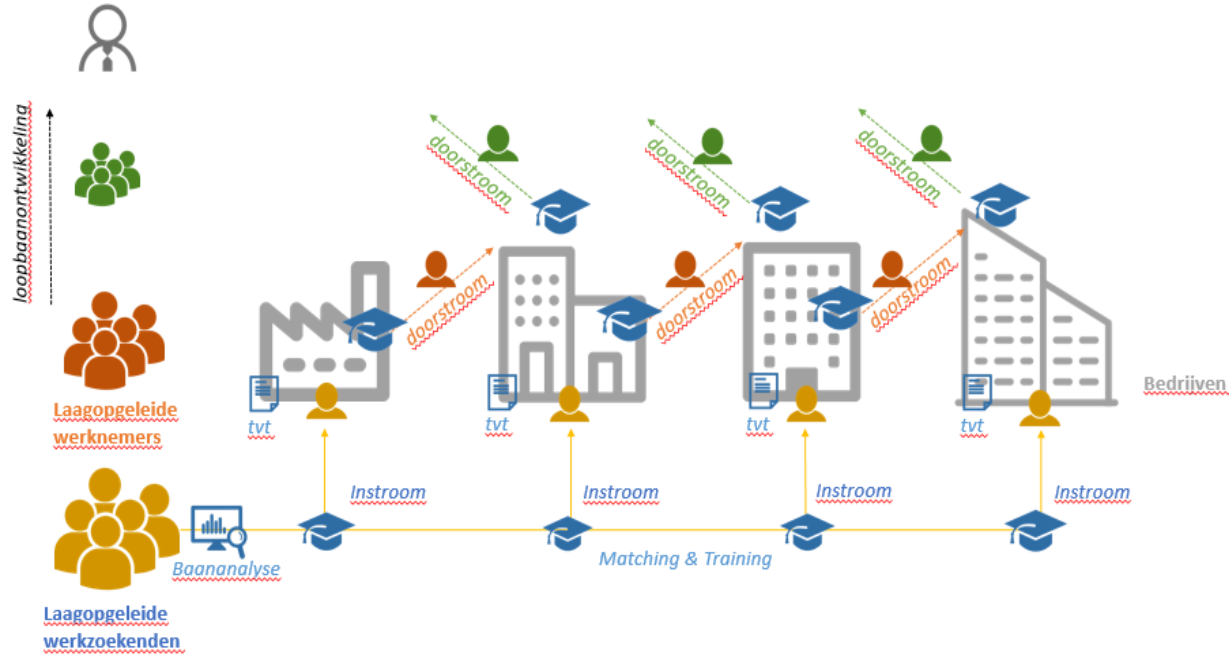 loopbaanontwikkeling
doorstroom
doorstroom
doorstroom
doorstroom
doorstroom
doorstroom
Bedrijven
Laagopgeleide
werknemers
tvt
tvt
tvt
tvt
Instroom
Instroom
Instroom
Instroom
Baananalyse
Matching & Training
Laagopgeleide
werkzoekenden